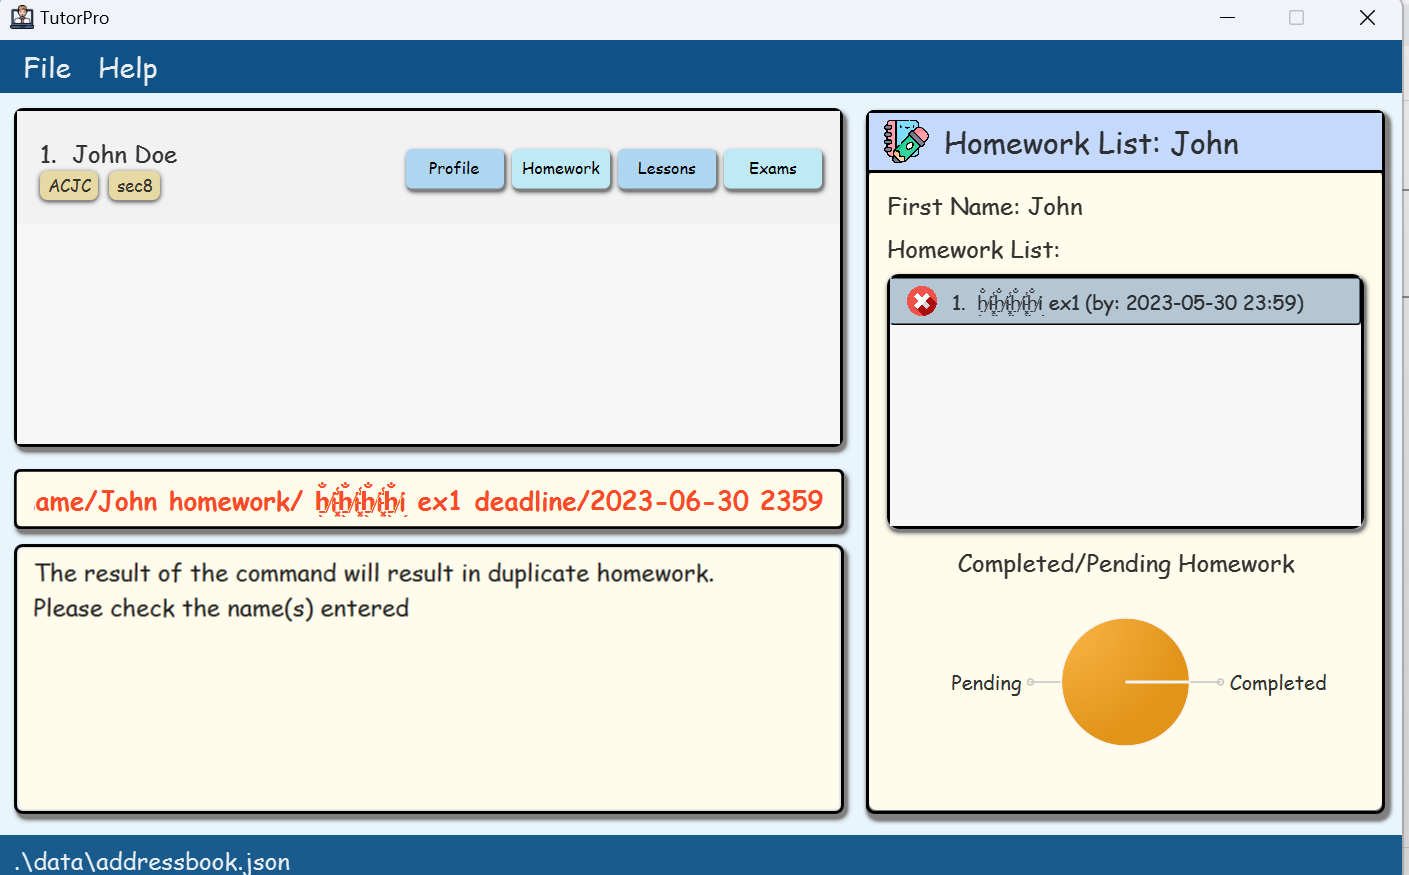 TutorPro
File Help
1. John Doe
ACJC sec8
Profile Homework Lessons Exams
ame/John homework/ ex1 deadline/2023-06-30 2359
The result of the command will result in duplicate homework.
Please check the name(s) entered
Homework List: John
First Name: John
Homework List:
1. ex1 (by: 2023-05-30 23:59)
Completed/Pending Homework
Pending
Completed
.\data\addressbook.json